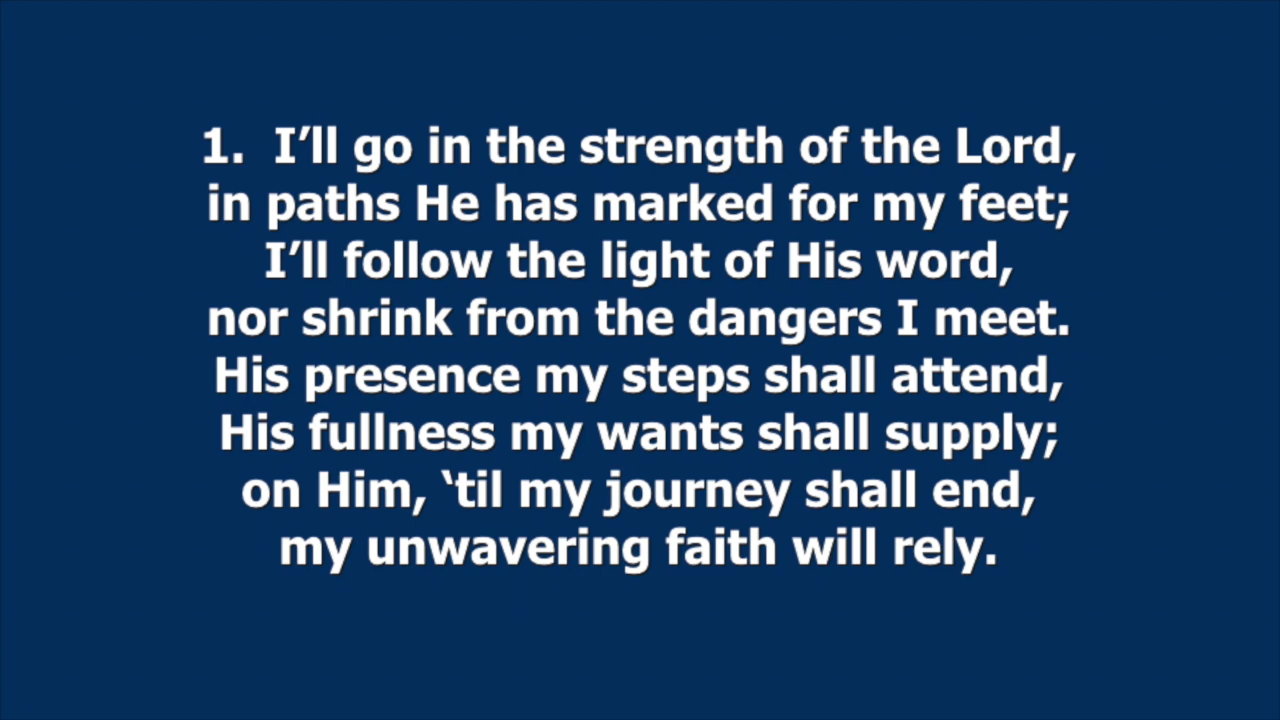 1.  I’ll go in the strength of the Lord,
in paths He has marked for my feet;
I’ll follow the light of His word,
nor shrink from the dangers I meet.
His presence my steps shall attend,
His fullness my wants shall supply;
on Him, ‘til my journey shall end,
my unwavering faith will rely.